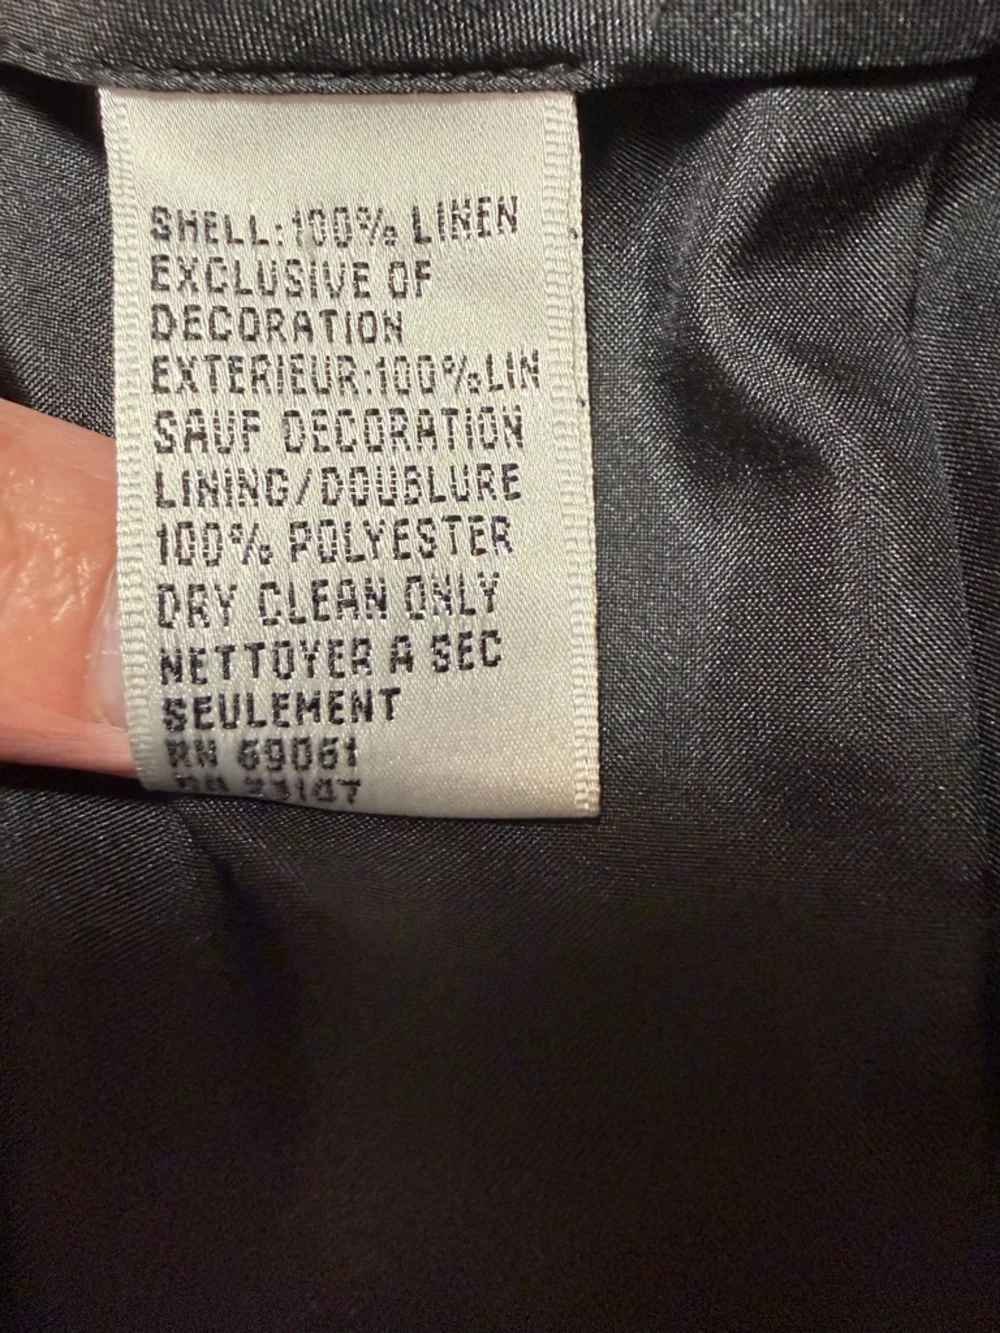 SHELL:100% LINEN
EXCLUSIVE OF
DECORATION
EXTERIEUR:100%LIN
SAUF DECORATION
LINING/DOUBLURE
100% POLYESTER
DRY CLEAN ONLY
NETTOYER A SEC
SEULEMENT
RN 69061